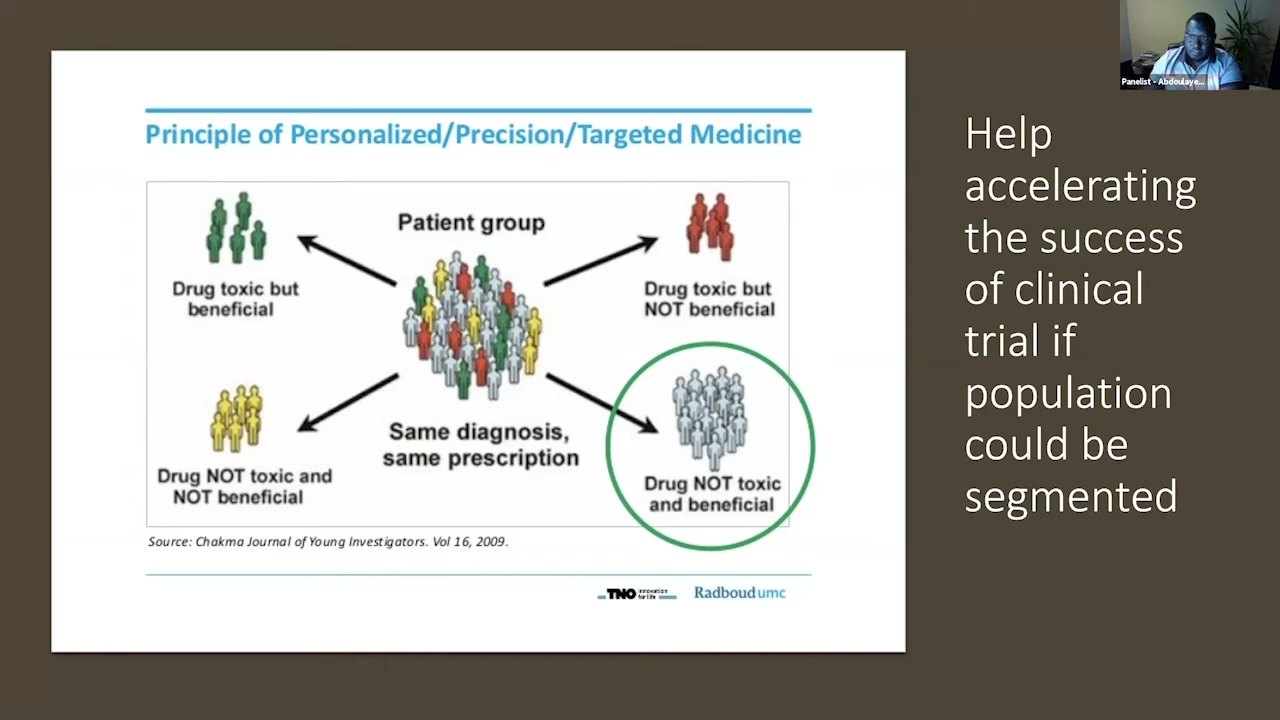 Principle of Personalized/Precision/Targeted Medicine
Patient group
Drug toxic but
beneficial
Drug toxic but
NOT beneficial
Same diagnosis,
same prescription
Drug NOT toxic and
NOT beneficial
Drug NOT toxic
and beneficial
Source: Chakma Journal of Young Investigators. Vol 16, 2009.
TNO innovation
for life
Radboudumc
Panelist - Abdoulaye...
Help
accelerating
the success
of clinical
trial if
population
could be
segmented